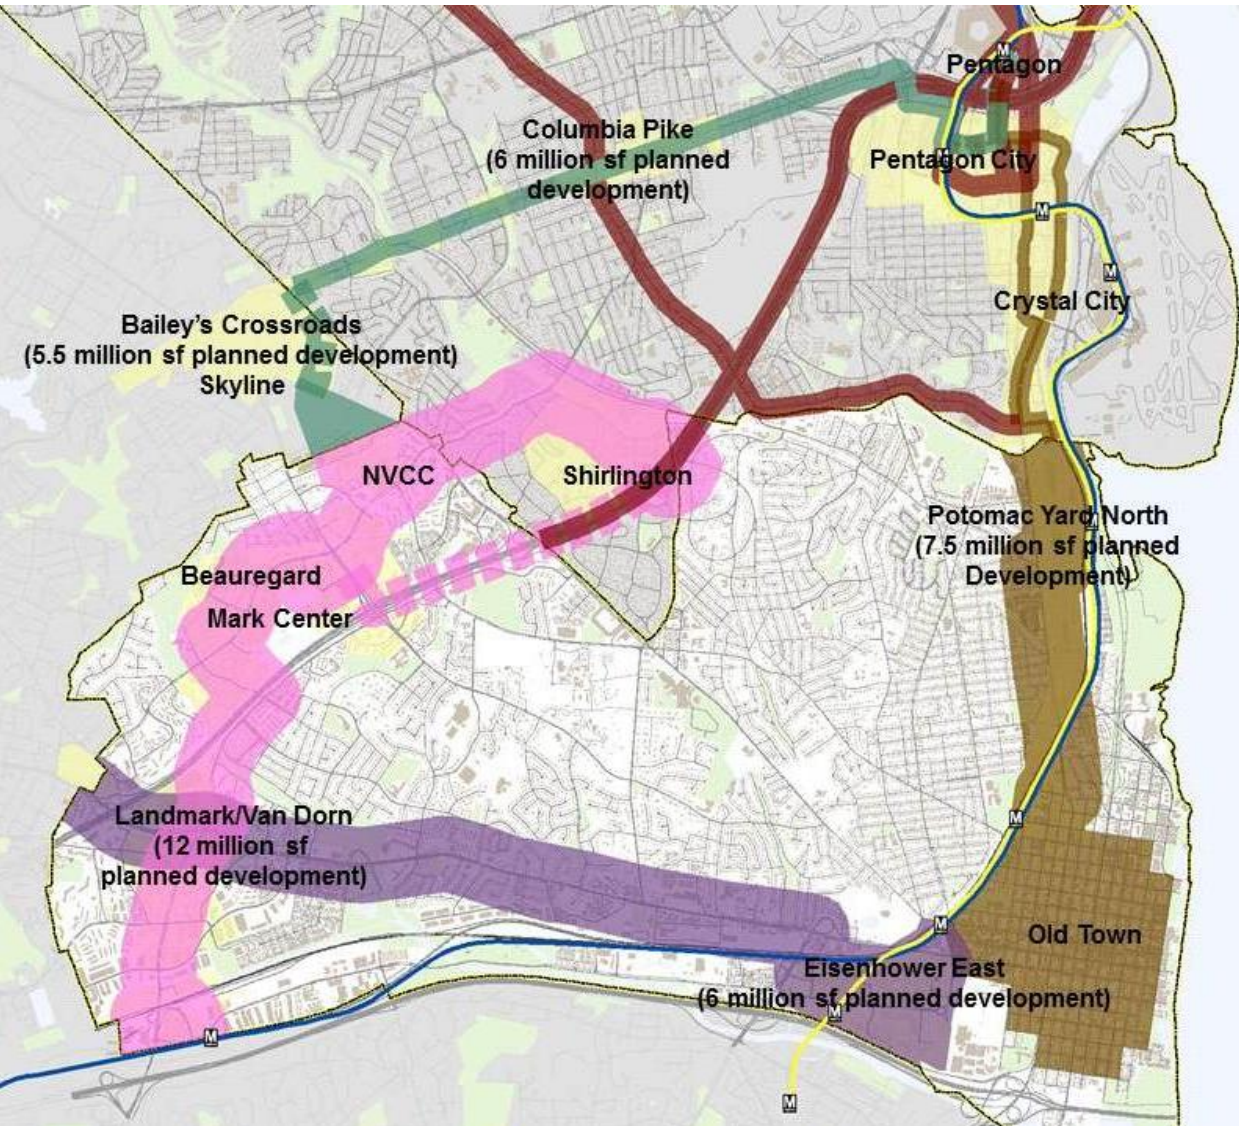 Pentagon
Columbia Pike
(6 million sf planned
development)
Pentagon City
Crystal City
Bailey's Crossroads
(5.5 million sf planned development)
Skyline
NVCC
Shirlington
Potomac Yard North
(7.5 million sf planned
Development)
Beauregard
Mark Center
Landmark/Van Dorn
(12 million sf
planned development)
Old Town
Eisenhower East
(6 million sf planned development)
M
M
M
M
M
M
M
M
M
M